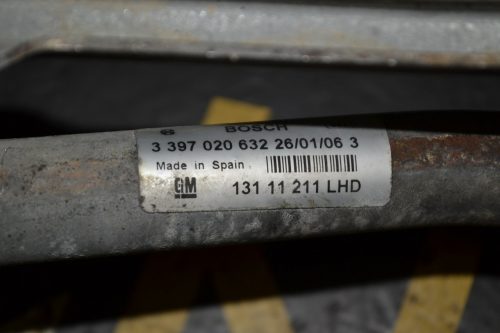 BOSCH
3 397 020 632 26/01/06 3
Made in Spain
GM
131 11 211 LHD